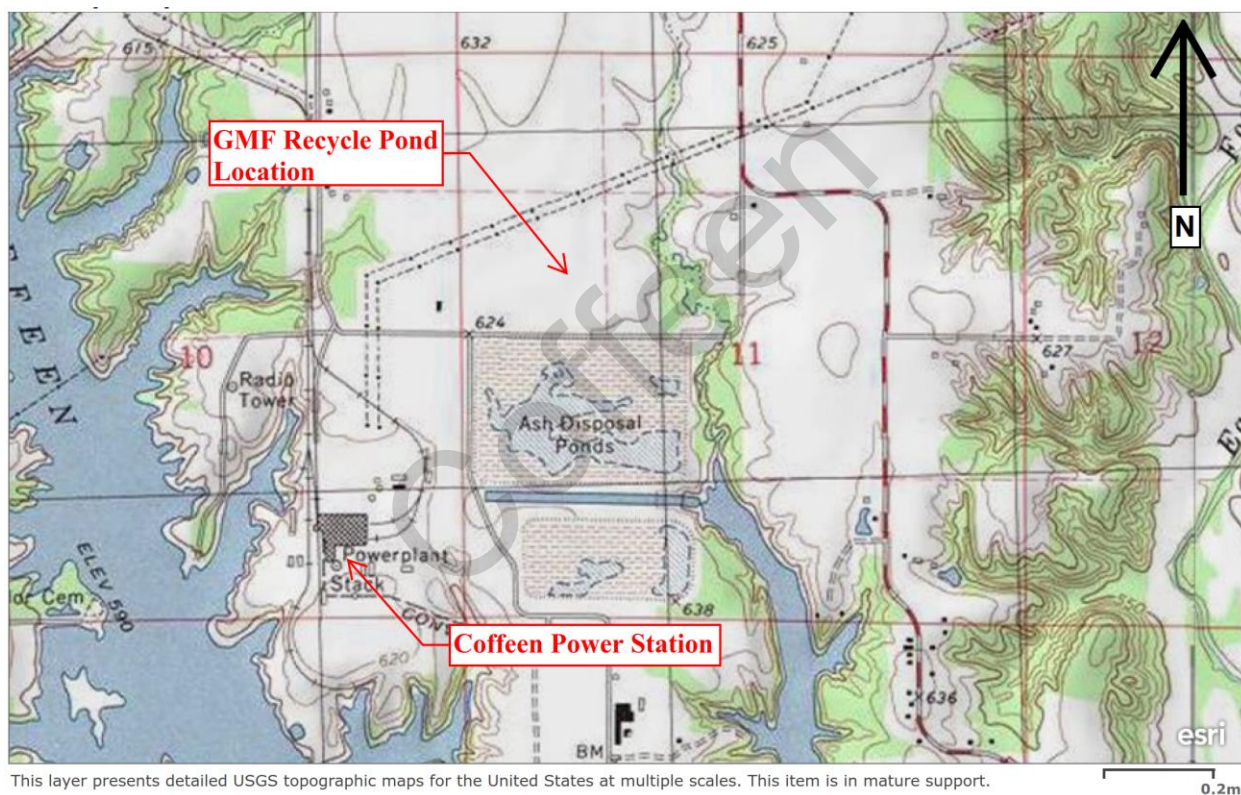 615
632
625
GMF Recycle Pond
Location
N
624
10
11
627
12
Radio
Tower
Ash Disposal
Ponds
Powerplant
Stack
ELEV 590
Cem
638
620
Coffeen Power Station
636
BM
Coffeen
esri
This layer presents detailed USGS topographic maps for the United States at multiple scales. This item is in mature support.
0.2m